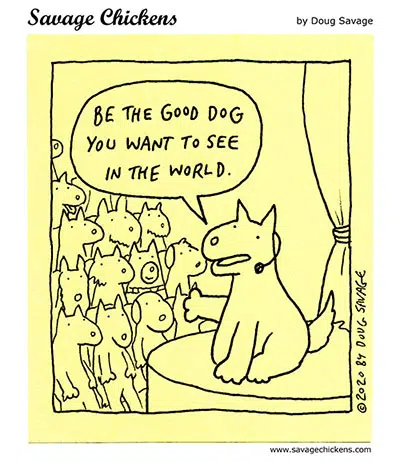 Savage Chickens
by Doug Savage
BE THE GOOD DOG
YOU WANT TO SEE
IN THE WORLD.
©2020 BY DOUG SAVAGE
www.savagechickens.com